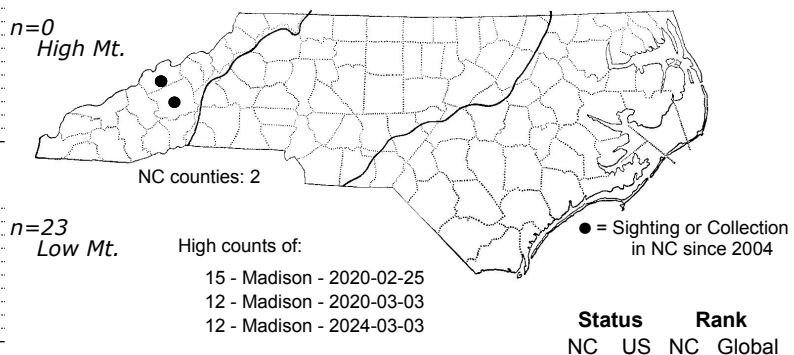 n=0
High Mt.
NC counties: 2
n=23
Low Mt.
High counts of:
15 - Madison - 2020-02-25
12 - Madison - 2020-03-03
12 - Madison - 2024-03-03
● = Sighting or Collection
in NC since 2004
Status Rank
NC US NC Global